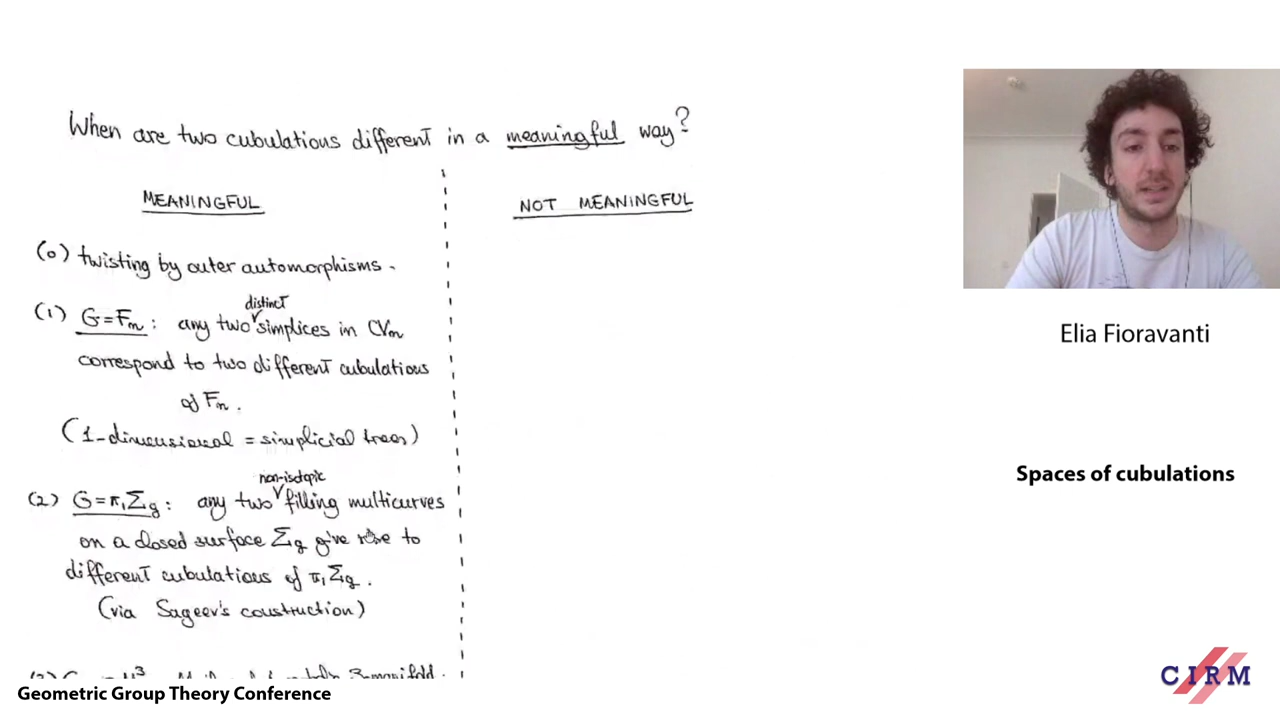 When are two cubulations different in a meaningful way?
MEANINGFUL
NOT MEANINGFUL
(0) twisting by outer automorphisms.
(1) G=Fₙ: any two distinct simplices in CVₙ
correspond to two different cubulations
of Fₙ.
(1-dimensional = simplicial trees)
(2) G=π₁Σg: any two non-isotopic filling multicurves
on a closed surface Σg give rise to
different cubulations of π₁Σg.
(via Sageev's construction)
3-manifold.
Elia Fioravanti
Spaces of cubulations
CIRM
Geometric Group Theory Conference